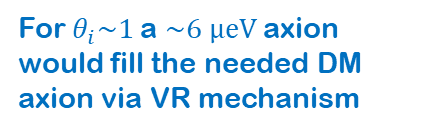 For θᵢ~1 a ~6 μeV axion
would fill the needed DM
axion via VR mechanism